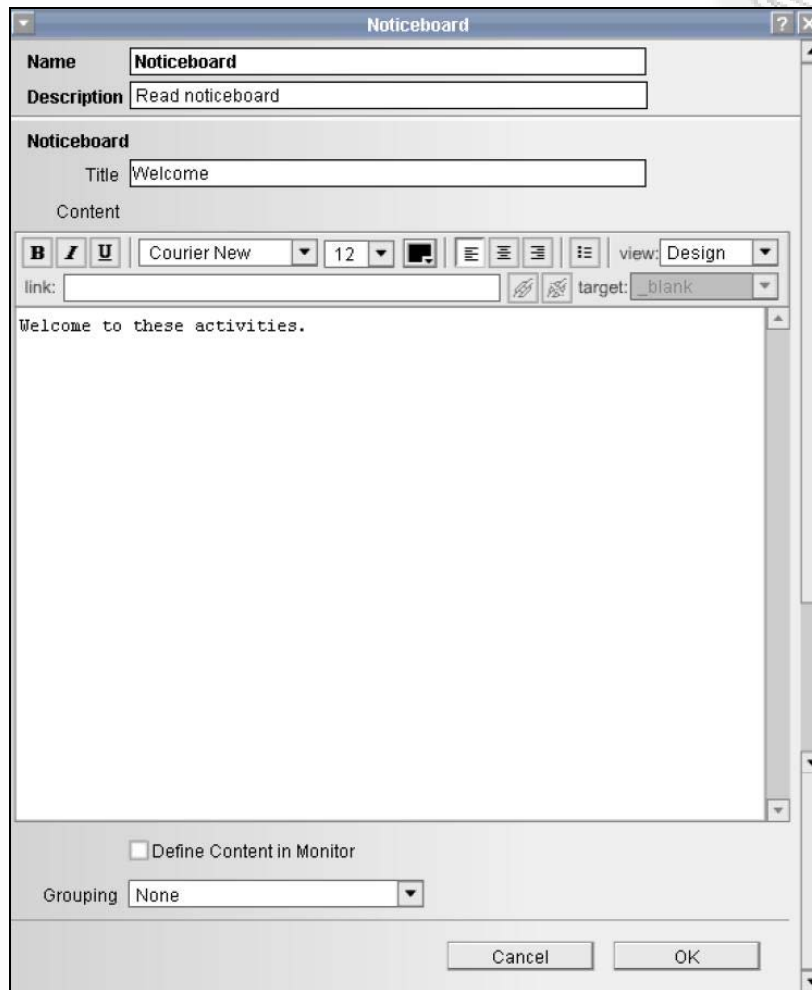 Noticeboard ? X
Name Noticeboard
Description Read noticeboard
Noticeboard
Title Welcome
Content
B I U Courier New 12 view: Design
link: target: _blank
Welcome to these activities.
Define Content in Monitor
Grouping None
Cancel OK